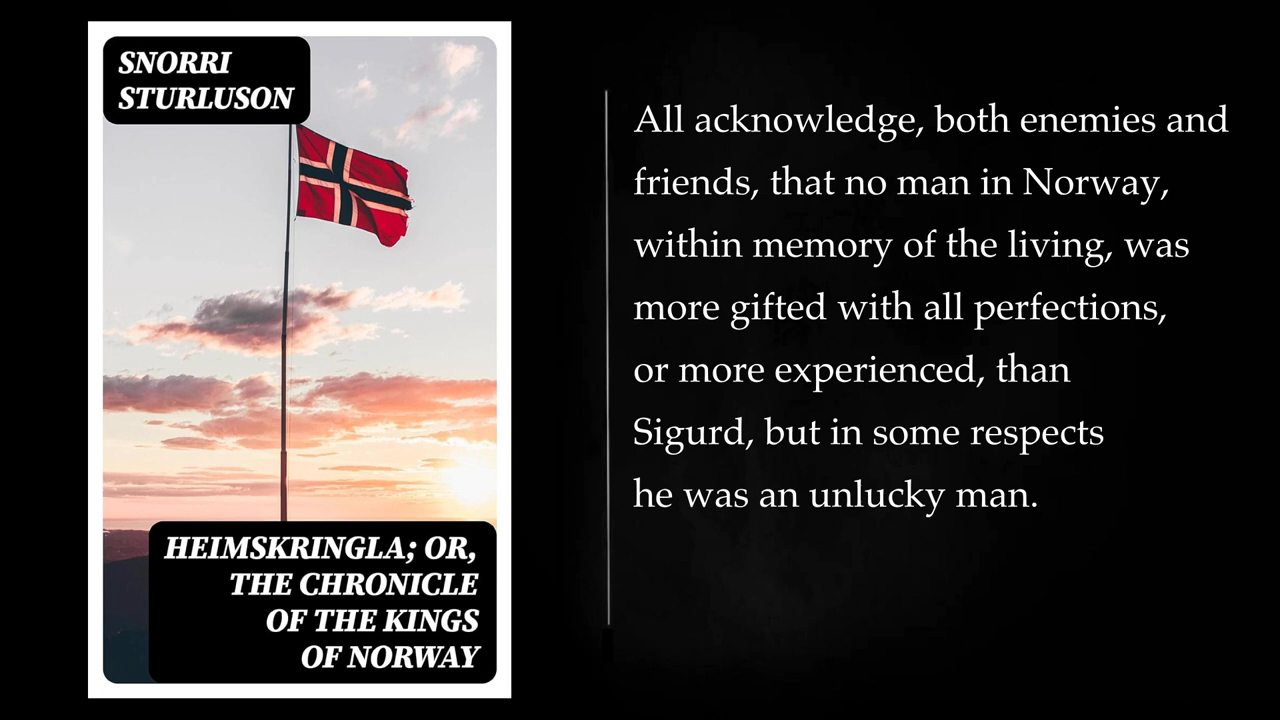 SNORRI
STURLUSON
HEIMSKRINGLA; OR,
THE CHRONICLE
OF THE KINGS
OF NORWAY
All acknowledge, both enemies and
friends, that no man in Norway,
within memory of the living, was
more gifted with all perfections,
or more experienced, than
Sigurd, but in some respects
he was an unlucky man.